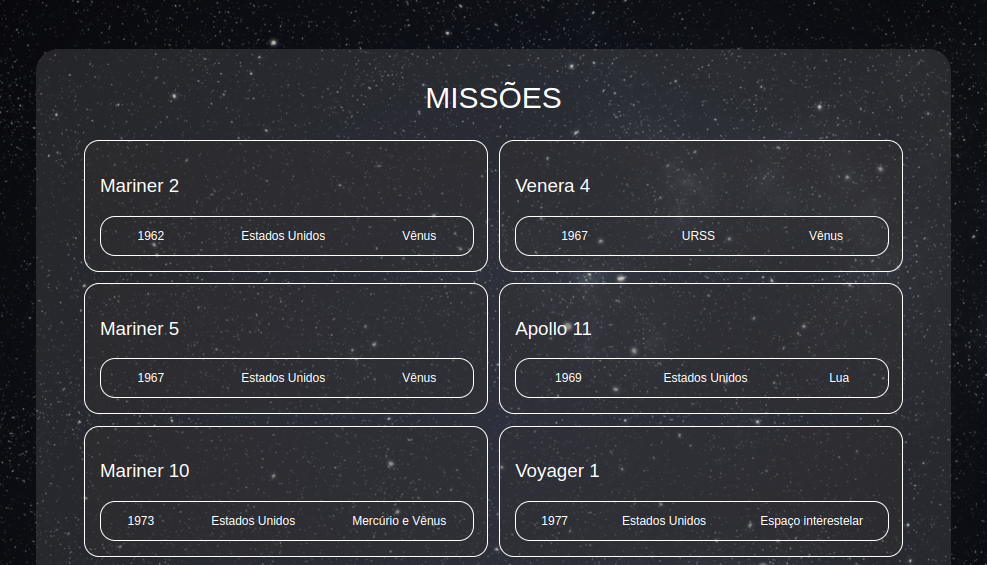 MISSÕES
Mariner 2
1962 Estados Unidos Vênus
Venera 4
1967 URSS Vênus
Mariner 5
1967 Estados Unidos Vênus
Apollo 11
1969 Estados Unidos Lua
Mariner 10
1973 Estados Unidos Mercúrio e Vênus
Voyager 1
1977 Estados Unidos Espaço interestelar